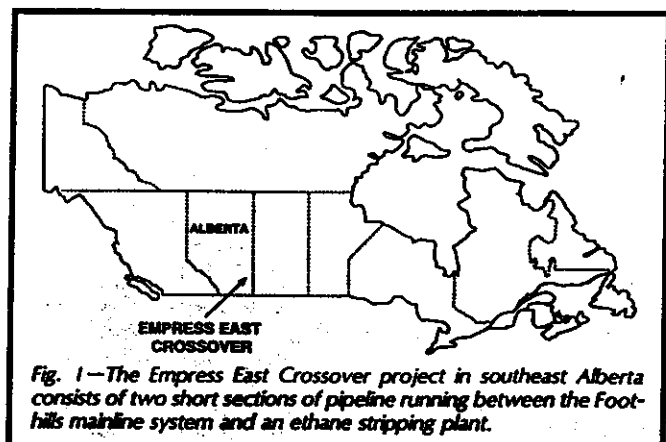 ALBERTA
EMPRESS EAST
CROSSOVER
Fig. 1—The Empress East Crossover project in southeast Alberta
consists of two short sections of pipeline running between the Foot-
hills mainline system and an ethane stripping plant.